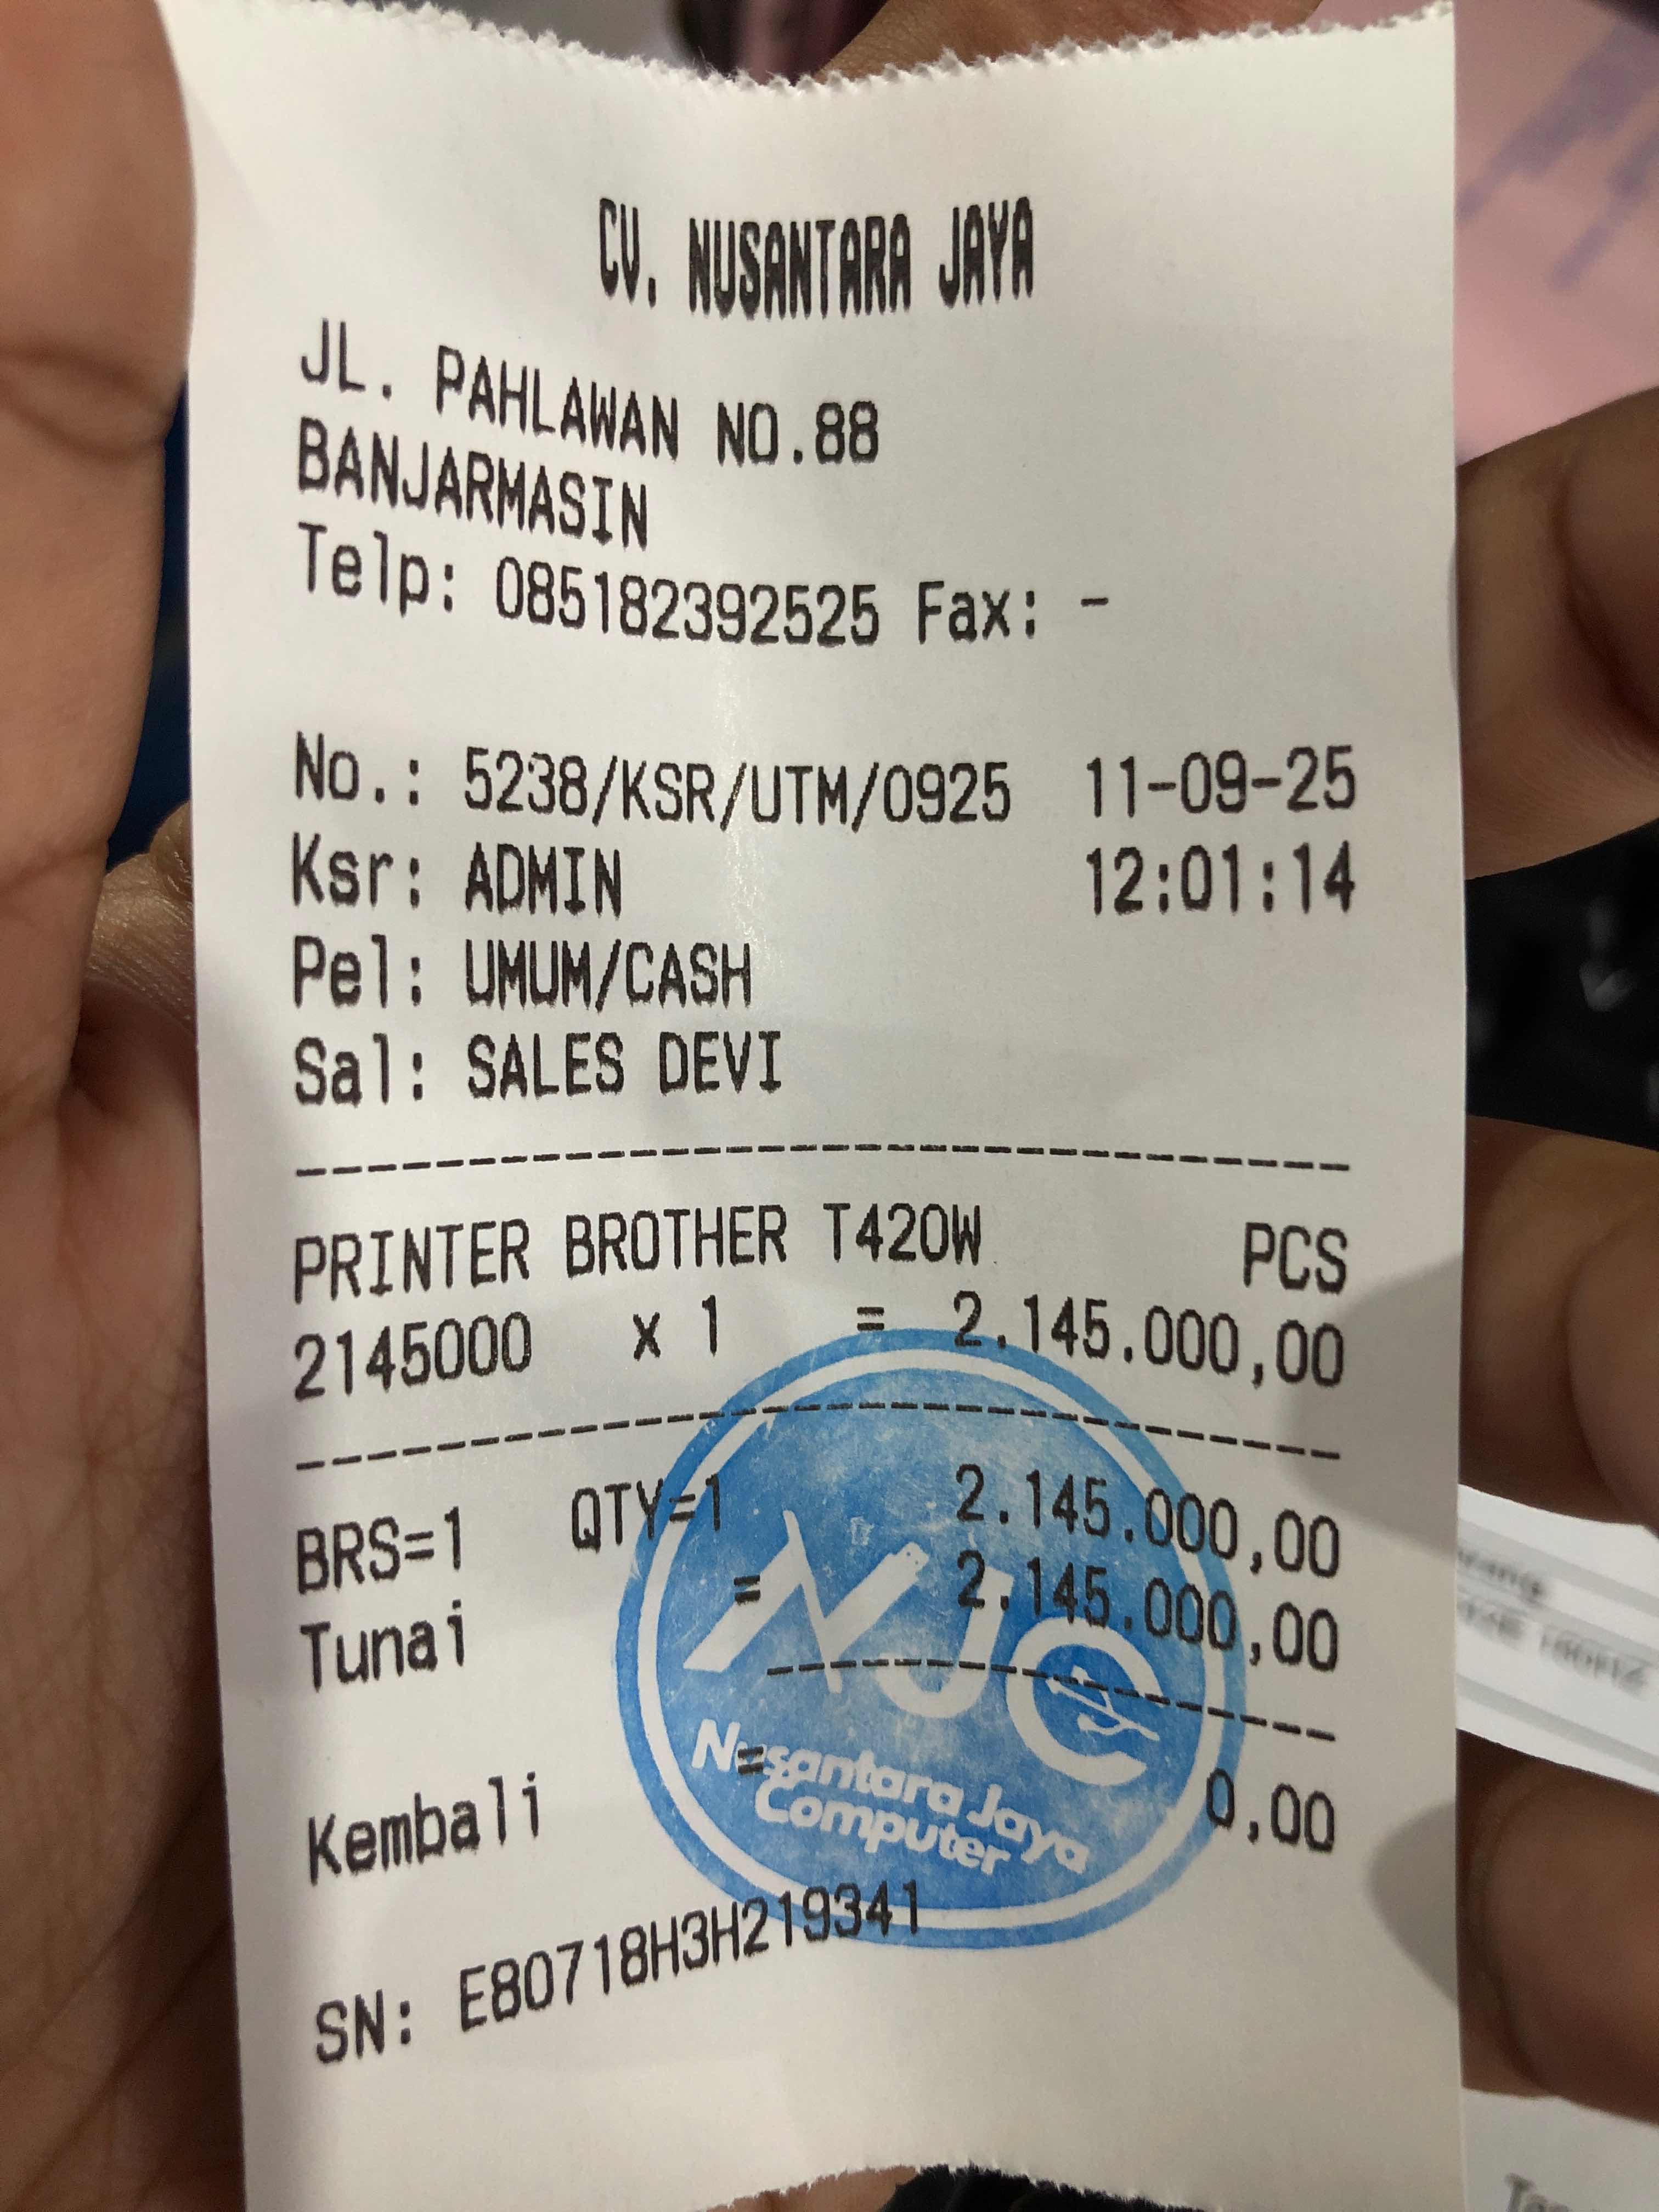 CV. NUSANTARA JAYA
JL. PAHLAWAN NO.88
BANJARMASIN
Telp: 085182392525 Fax: -
No.: 5238/KSR/UTM/0925 11-09-25
Ksr: ADMIN 12:01:14
Pel: UMUM/CASH
Sal: SALES DEVI
--------------------------------
PRINTER BROTHER T420W PCS
2145000 x 1 = 2.145.000,00
--------------------------------
BRS=1 QTY=1 2.145.000,00
Tunai = 2.145.000,00
-----------------
Kembali = 0,00
SN: E80718H3H219341
NJC
Nusantara Jaya
Computer